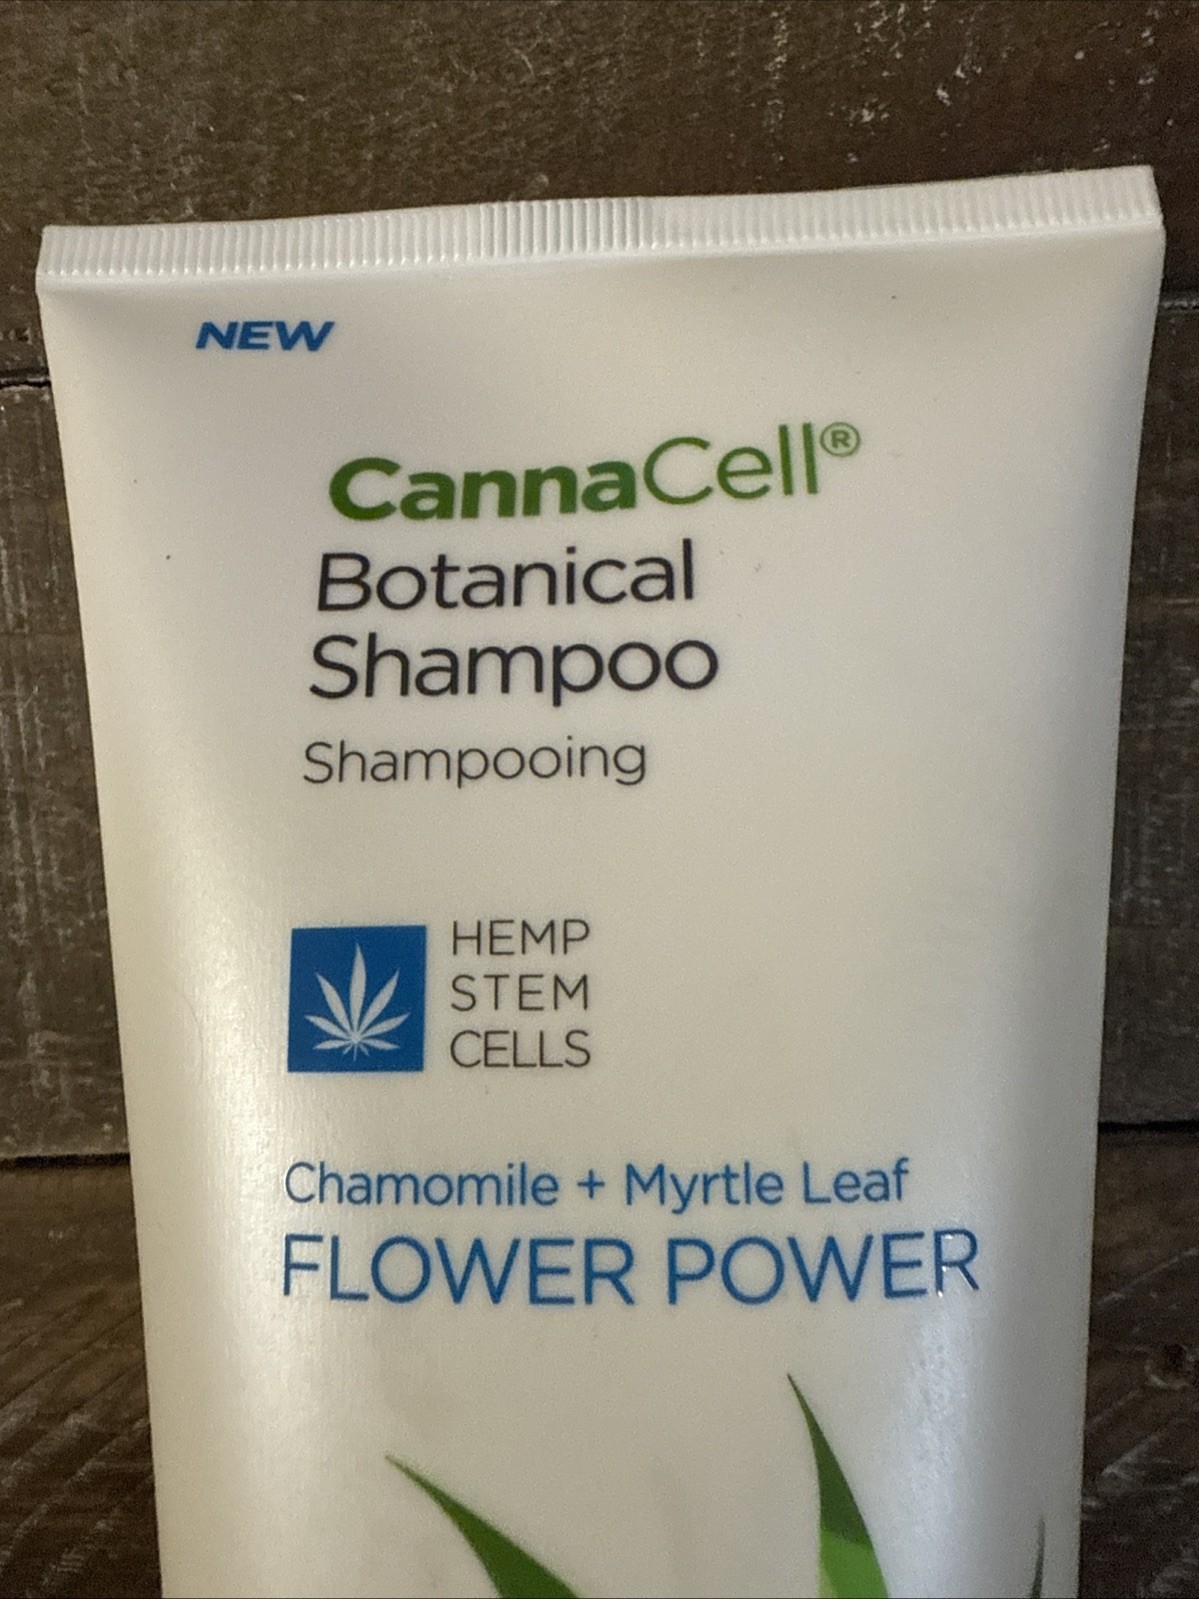 NEW
CannaCell®
Botanical
Shampoo
Shampooing
HEMP
STEM
CELLS
Chamomile + Myrtle Leaf
FLOWER POWER